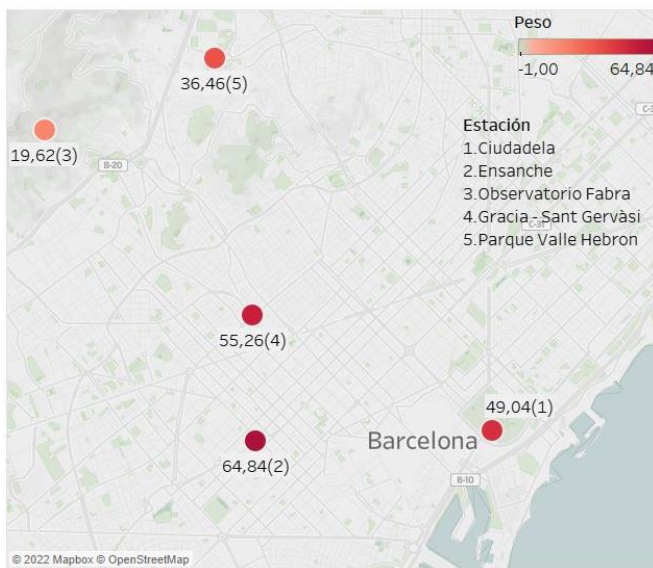 Peso
-1,00 64,84
36,46(5)
C-3
Estación
1.Ciudadela
2.Ensanche
3.Observatorio Fabra
4.Gracia - Sant Gervàsi
5.Parque Valle Hebron
19,62(3)
B-20
C-31
55,26(4)
49,04(1)
Barcelona
64,84(2)
B-10
© 2022 Mapbox © OpenStreetMap